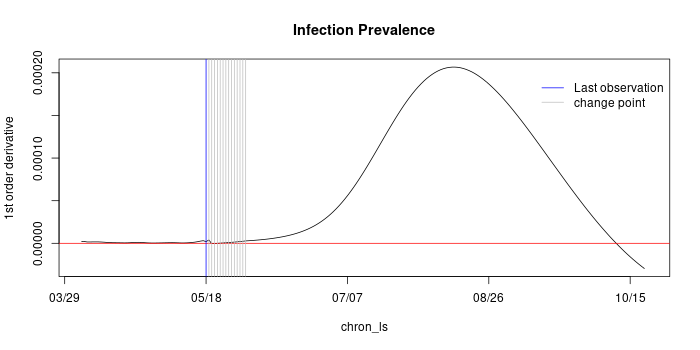 Infection Prevalence
1st order derivative
0.00020
0.00010
0.00000
Last observation
change point
03/29
05/18
07/07
08/26
10/15
chron_ls